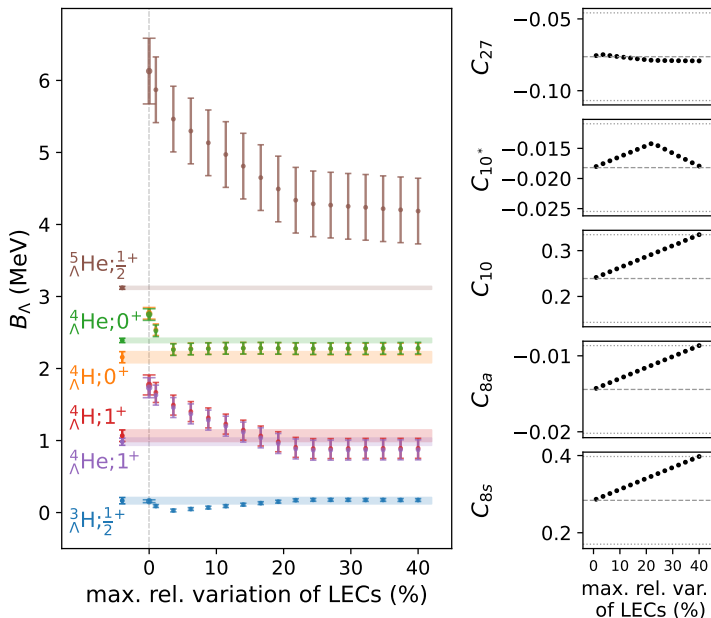 6
5
4
3
2
1
0
B_Λ (MeV)
⁵_ΛHe;½⁺
⁴_ΛHe;0⁺
⁴_ΛH;0⁺
⁴_ΛH;1⁺
⁴_ΛHe;1⁺
³_ΛH;½⁺
0 10 20 30 40
max. rel. variation of LECs (%)
−0.05
−0.10
C_27
−0.015
−0.020
−0.025
C_10*
0.3
0.2
C_10
−0.01
−0.02
C_8a
0.4
0.2
C_8s
0 10 20 30 40
max. rel. var.
of LECs (%)